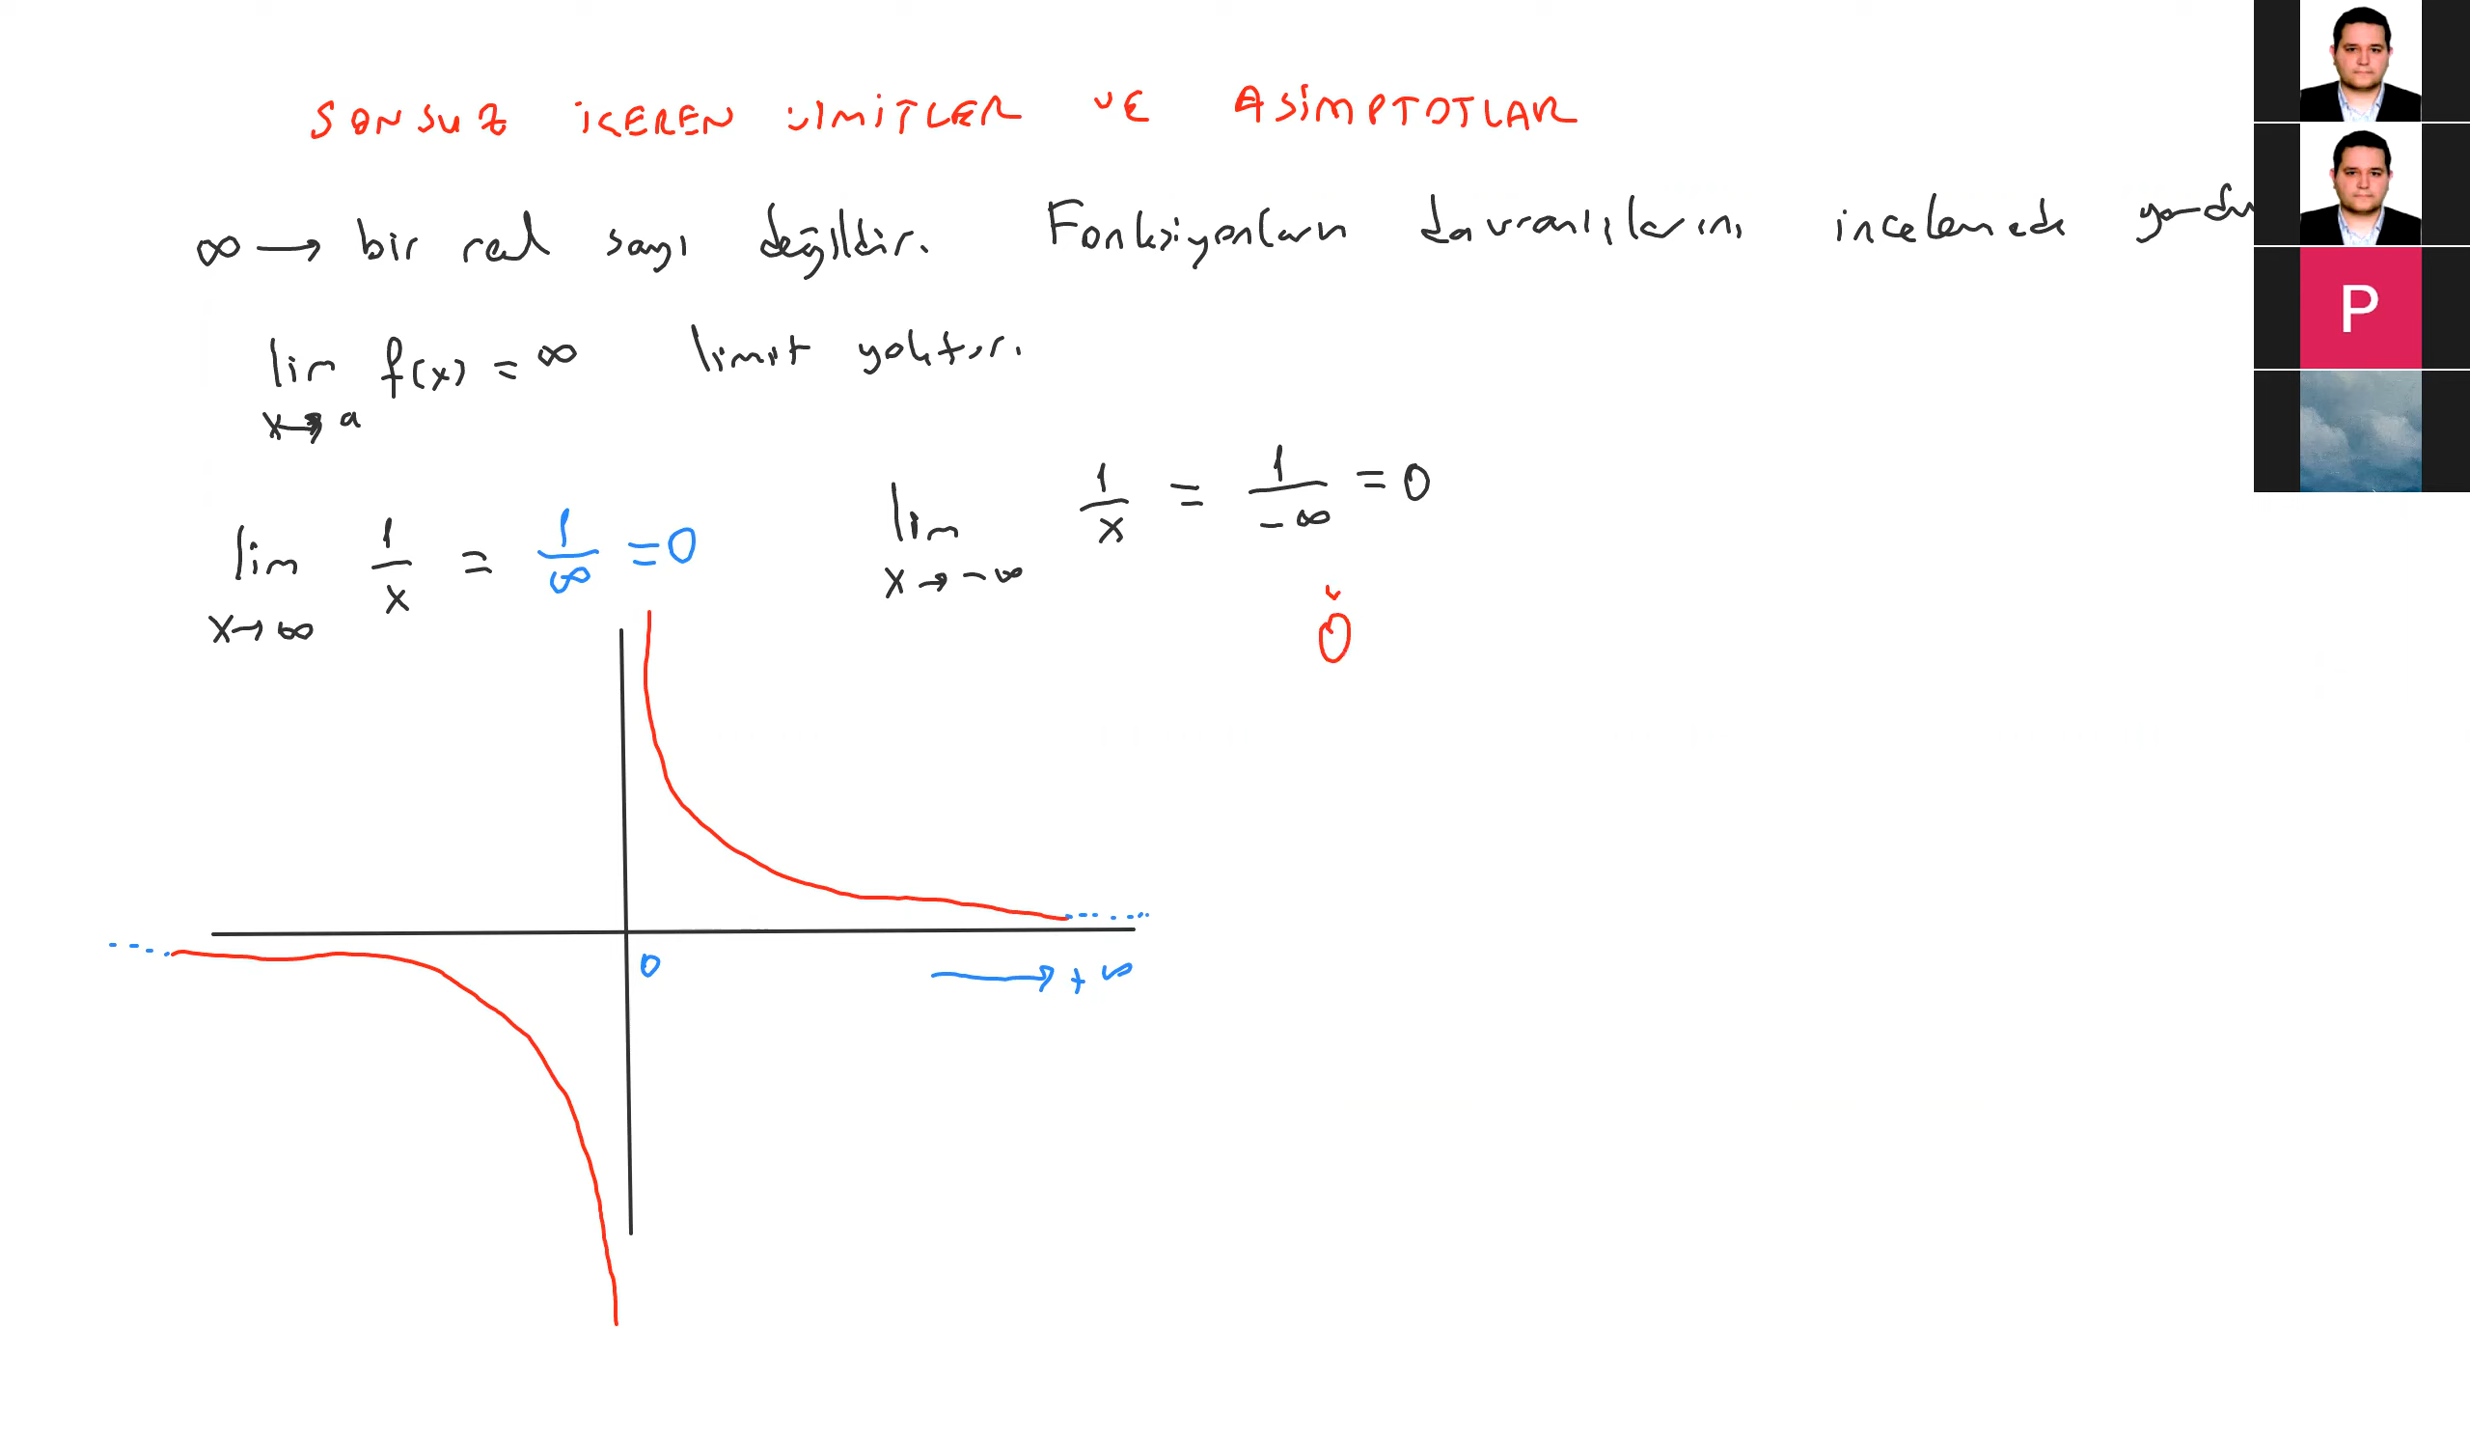 SONSUZ İÇEREN LİMİTLER VE ASİMPTOTLAR
∞ → bir reel sayı değildir. Fonksiyonların davranışlarını incelemede
lim f(x) = ∞ limit yoktur.
x→a
lim 1/x = 1/∞ = 0
x→∞
lim 1/x = 1/-∞ = 0
x→-∞
0
0
→ +∞
P